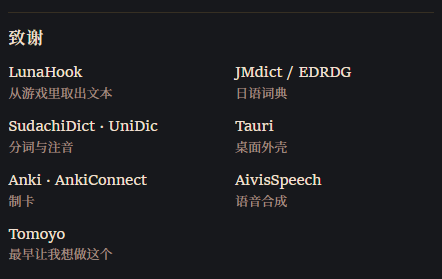 致谢
LunaHook
从游戏里取出文本
JMdict / EDRDG
日语词典
SudachiDict · UniDic
分词与注音
Tauri
桌面外壳
Anki · AnkiConnect
制卡
AivisSpeech
语音合成
Tomoyo
最早让我想做这个